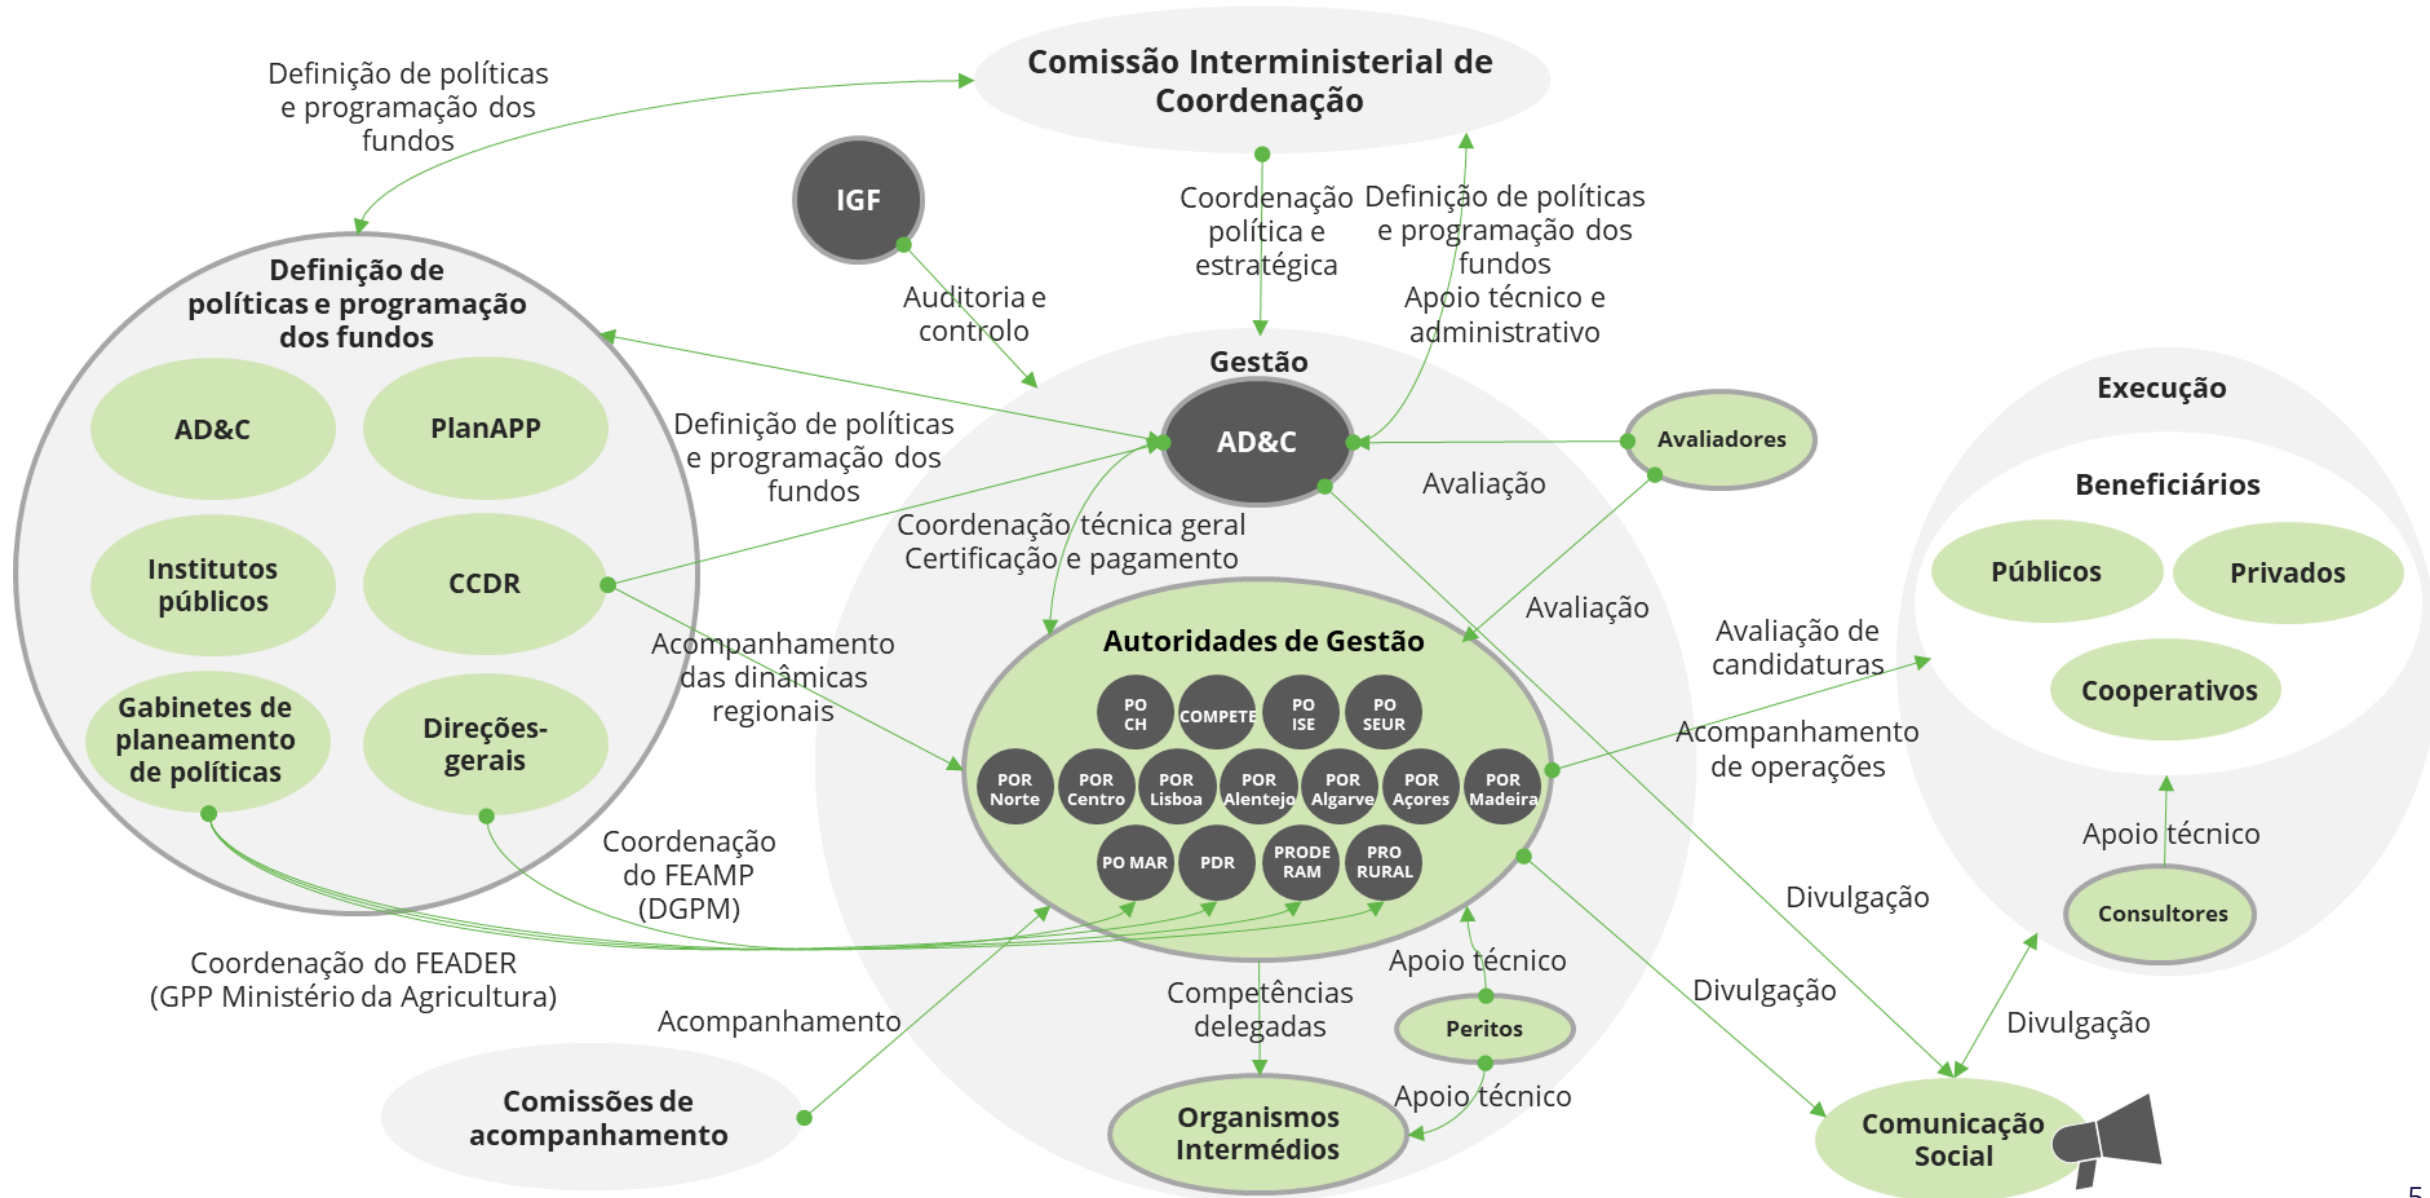 Comissão Interministerial de
Coordenação
Definição de políticas
e programação dos
fundos
IGF
Coordenação
política e
estratégica
Definição de políticas
e programação dos
fundos
Apoio técnico e
administrativo
Auditoria e
controlo
Definição de
políticas e programação
dos fundos
AD&C
PlanAPP
Institutos
públicos
CCDR
Gabinetes de
planeamento
de políticas
Direções-
gerais
Definição de políticas
e programação dos
fundos
Gestão
AD&C
Avaliadores
Avaliação
Avaliação
Coordenação técnica geral
Certificação e pagamento
Acompanhamento
das dinâmicas
regionais
Autoridades de Gestão
PO
CH
COMPETE
PO
ISE
PO
SEUR
POR
Norte
POR
Centro
POR
Lisboa
POR
Alentejo
POR
Algarve
POR
Açores
POR
Madeira
PO MAR
PDR
PRODE
RAM
PRO
RURAL
Avaliação de
candidaturas
Acompanhamento
de operações
Execução
Beneficiários
Públicos
Privados
Cooperativos
Apoio técnico
Consultores
Coordenação
do FEAMP
(DGPM)
Coordenação do FEADER
(GPP Ministério da Agricultura)
Acompanhamento
Comissões de
acompanhamento
Competências
delegadas
Apoio técnico
Peritos
Apoio técnico
Organismos
Intermédios
Divulgação
Divulgação
Divulgação
Comunicação
Social
5